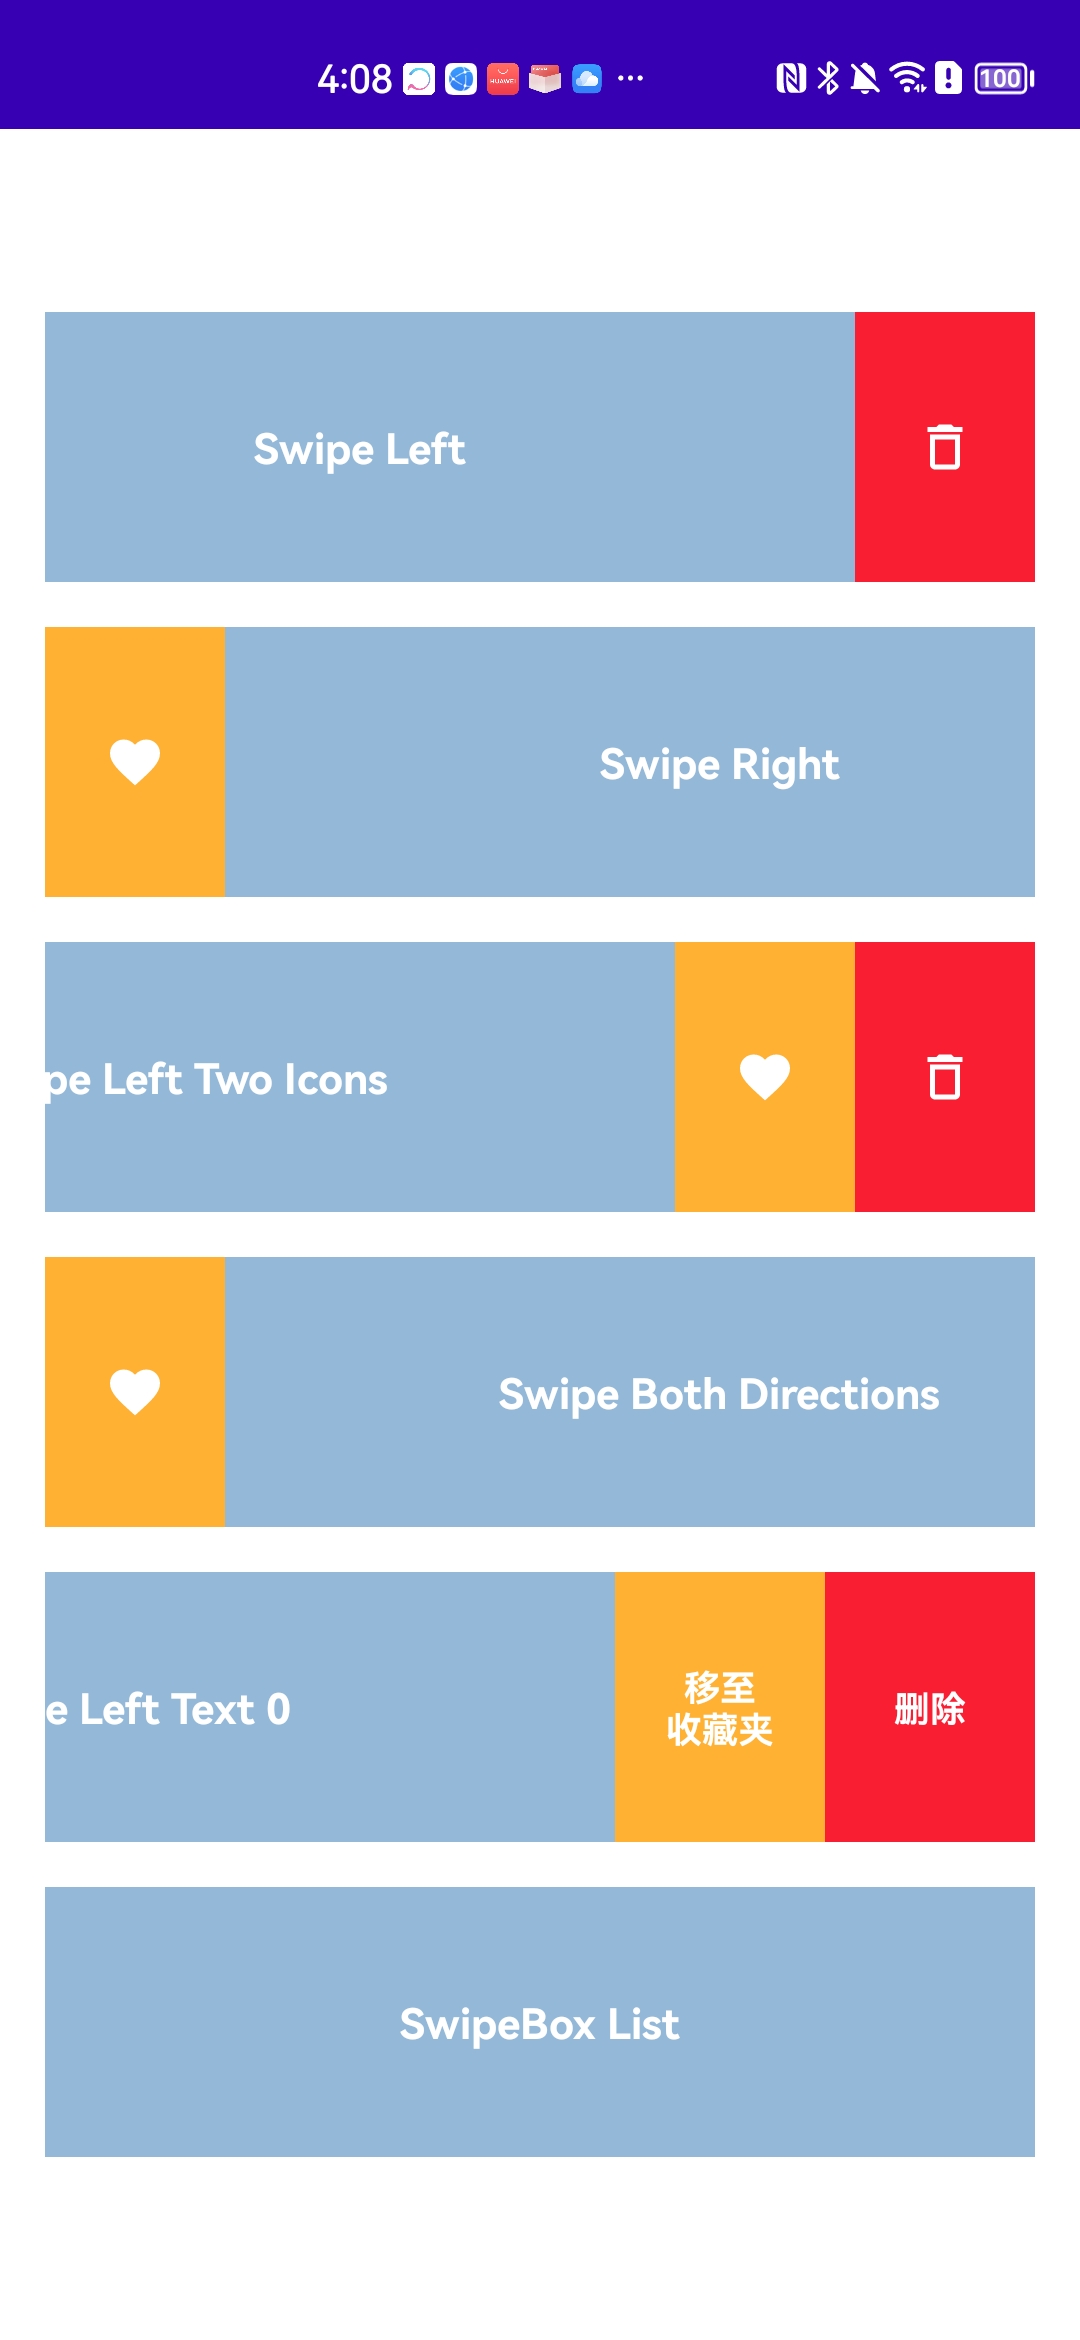 4:08
100
Swipe Left
Swipe Right
pe Left Two Icons
Swipe Both Directions
e Left Text 0
移至
收藏夹
删除
SwipeBox List